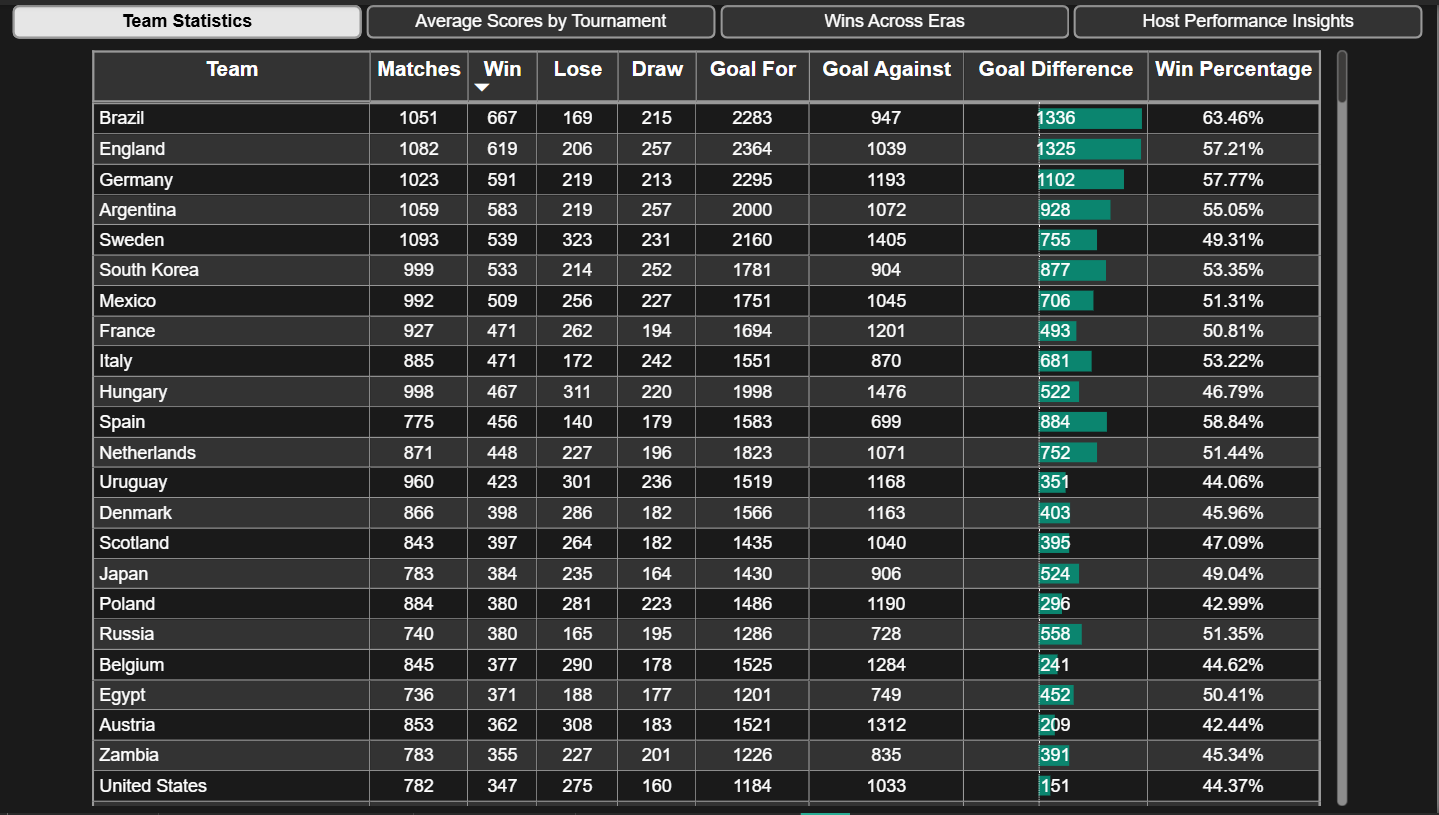 Team Statistics Average Scores by Tournament Wins Across Eras Host Performance Insights
Team Matches Win Lose Draw Goal For Goal Against Goal Difference Win Percentage
Brazil 1051 667 169 215 2283 947 1336 63.46%
England 1082 619 206 257 2364 1039 1325 57.21%
Germany 1023 591 219 213 2295 1193 1102 57.77%
Argentina 1059 583 219 257 2000 1072 928 55.05%
Sweden 1093 539 323 231 2160 1405 755 49.31%
South Korea 999 533 214 252 1781 904 877 53.35%
Mexico 992 509 256 227 1751 1045 706 51.31%
France 927 471 262 194 1694 1201 493 50.81%
Italy 885 471 172 242 1551 870 681 53.22%
Hungary 998 467 311 220 1998 1476 522 46.79%
Spain 775 456 140 179 1583 699 884 58.84%
Netherlands 871 448 227 196 1823 1071 752 51.44%
Uruguay 960 423 301 236 1519 1168 351 44.06%
Denmark 866 398 286 182 1566 1163 403 45.96%
Scotland 843 397 264 182 1435 1040 395 47.09%
Japan 783 384 235 164 1430 906 524 49.04%
Poland 884 380 281 223 1486 1190 296 42.99%
Russia 740 380 165 195 1286 728 558 51.35%
Belgium 845 377 290 178 1525 1284 241 44.62%
Egypt 736 371 188 177 1201 749 452 50.41%
Austria 853 362 308 183 1521 1312 209 42.44%
Zambia 783 355 227 201 1226 835 391 45.34%
United States 782 347 275 160 1184 1033 151 44.37%